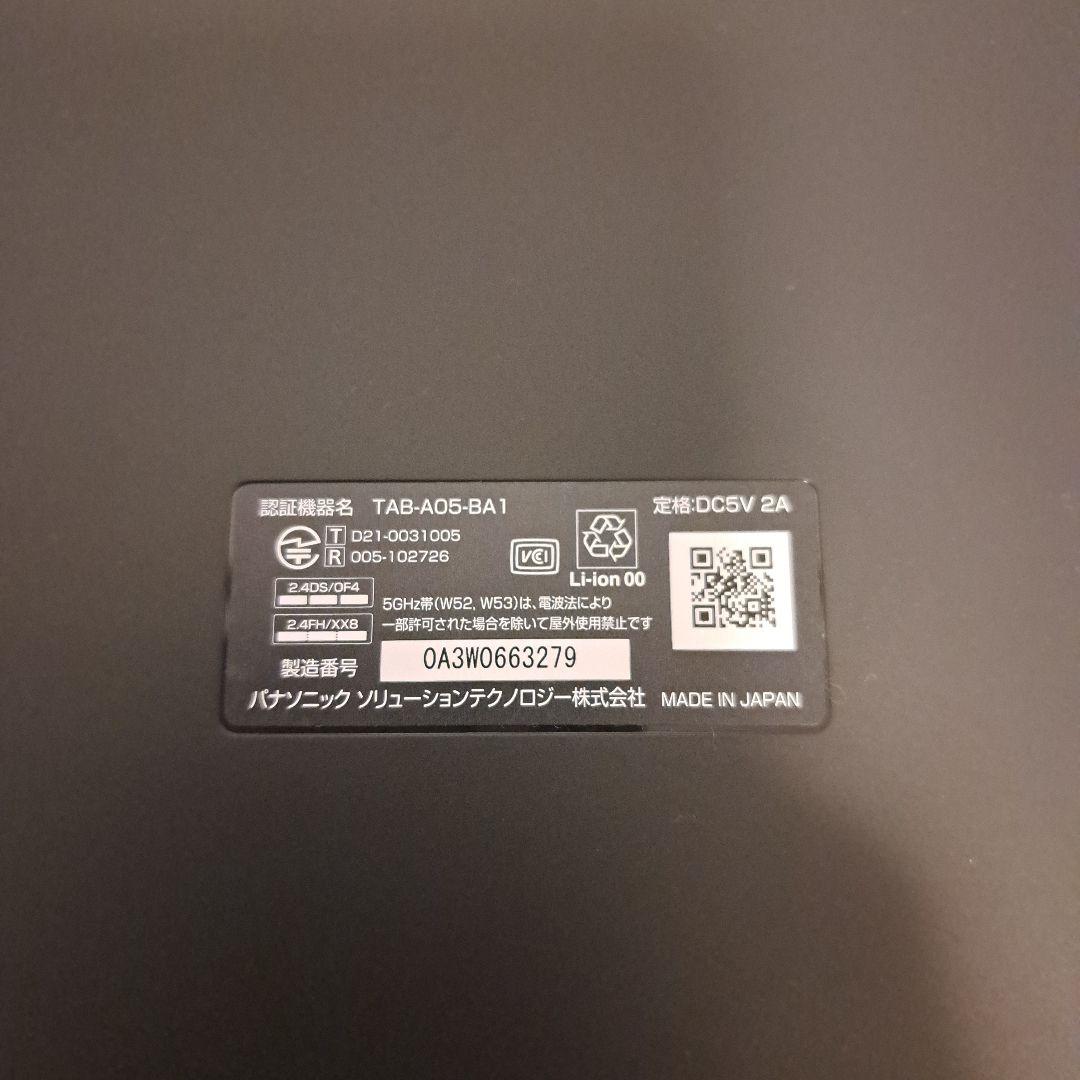 認証機器名 TAB-A05-BA1 定格:DC5V 2A
T D21-0031005
R 005-102726
VCI
Li-ion 00
2.4DS/OF4
2.4FH/XX8
5GHz帯(W52, W53)は、電波法により
一部許可された場合を除いて屋外使用禁止です
製造番号 0A3W0663279
パナソニック ソリューションテクノロジー株式会社 MADE IN JAPAN